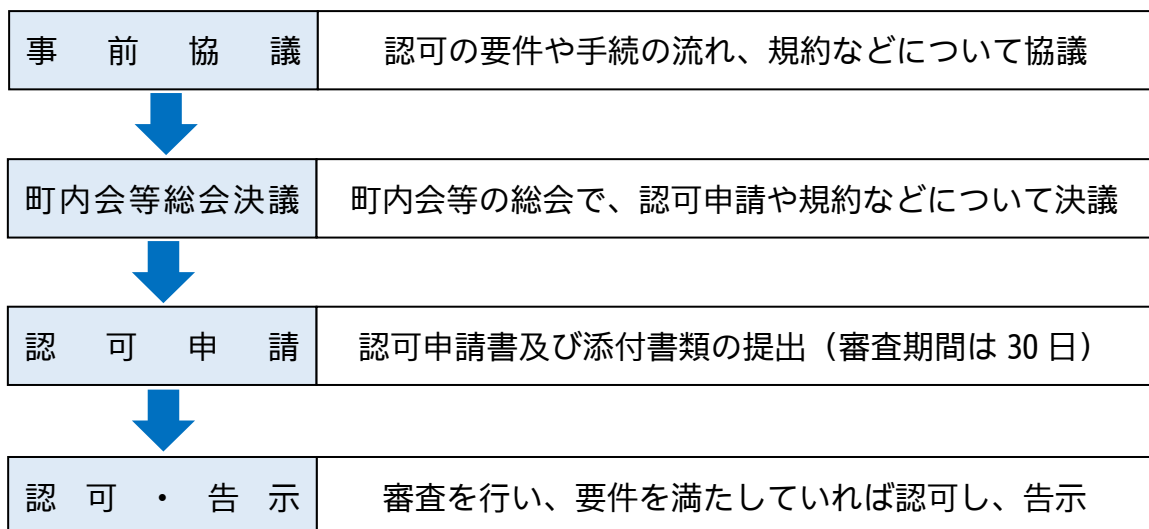 事前協議 認可の要件や手続の流れ、規約などについて協議
町内会等総会決議 町内会等の総会で、認可申請や規約などについて決議
認可申請 認可申請書及び添付書類の提出（審査期間は 30 日）
認可・告示 審査を行い、要件を満たしていれば認可し、告示